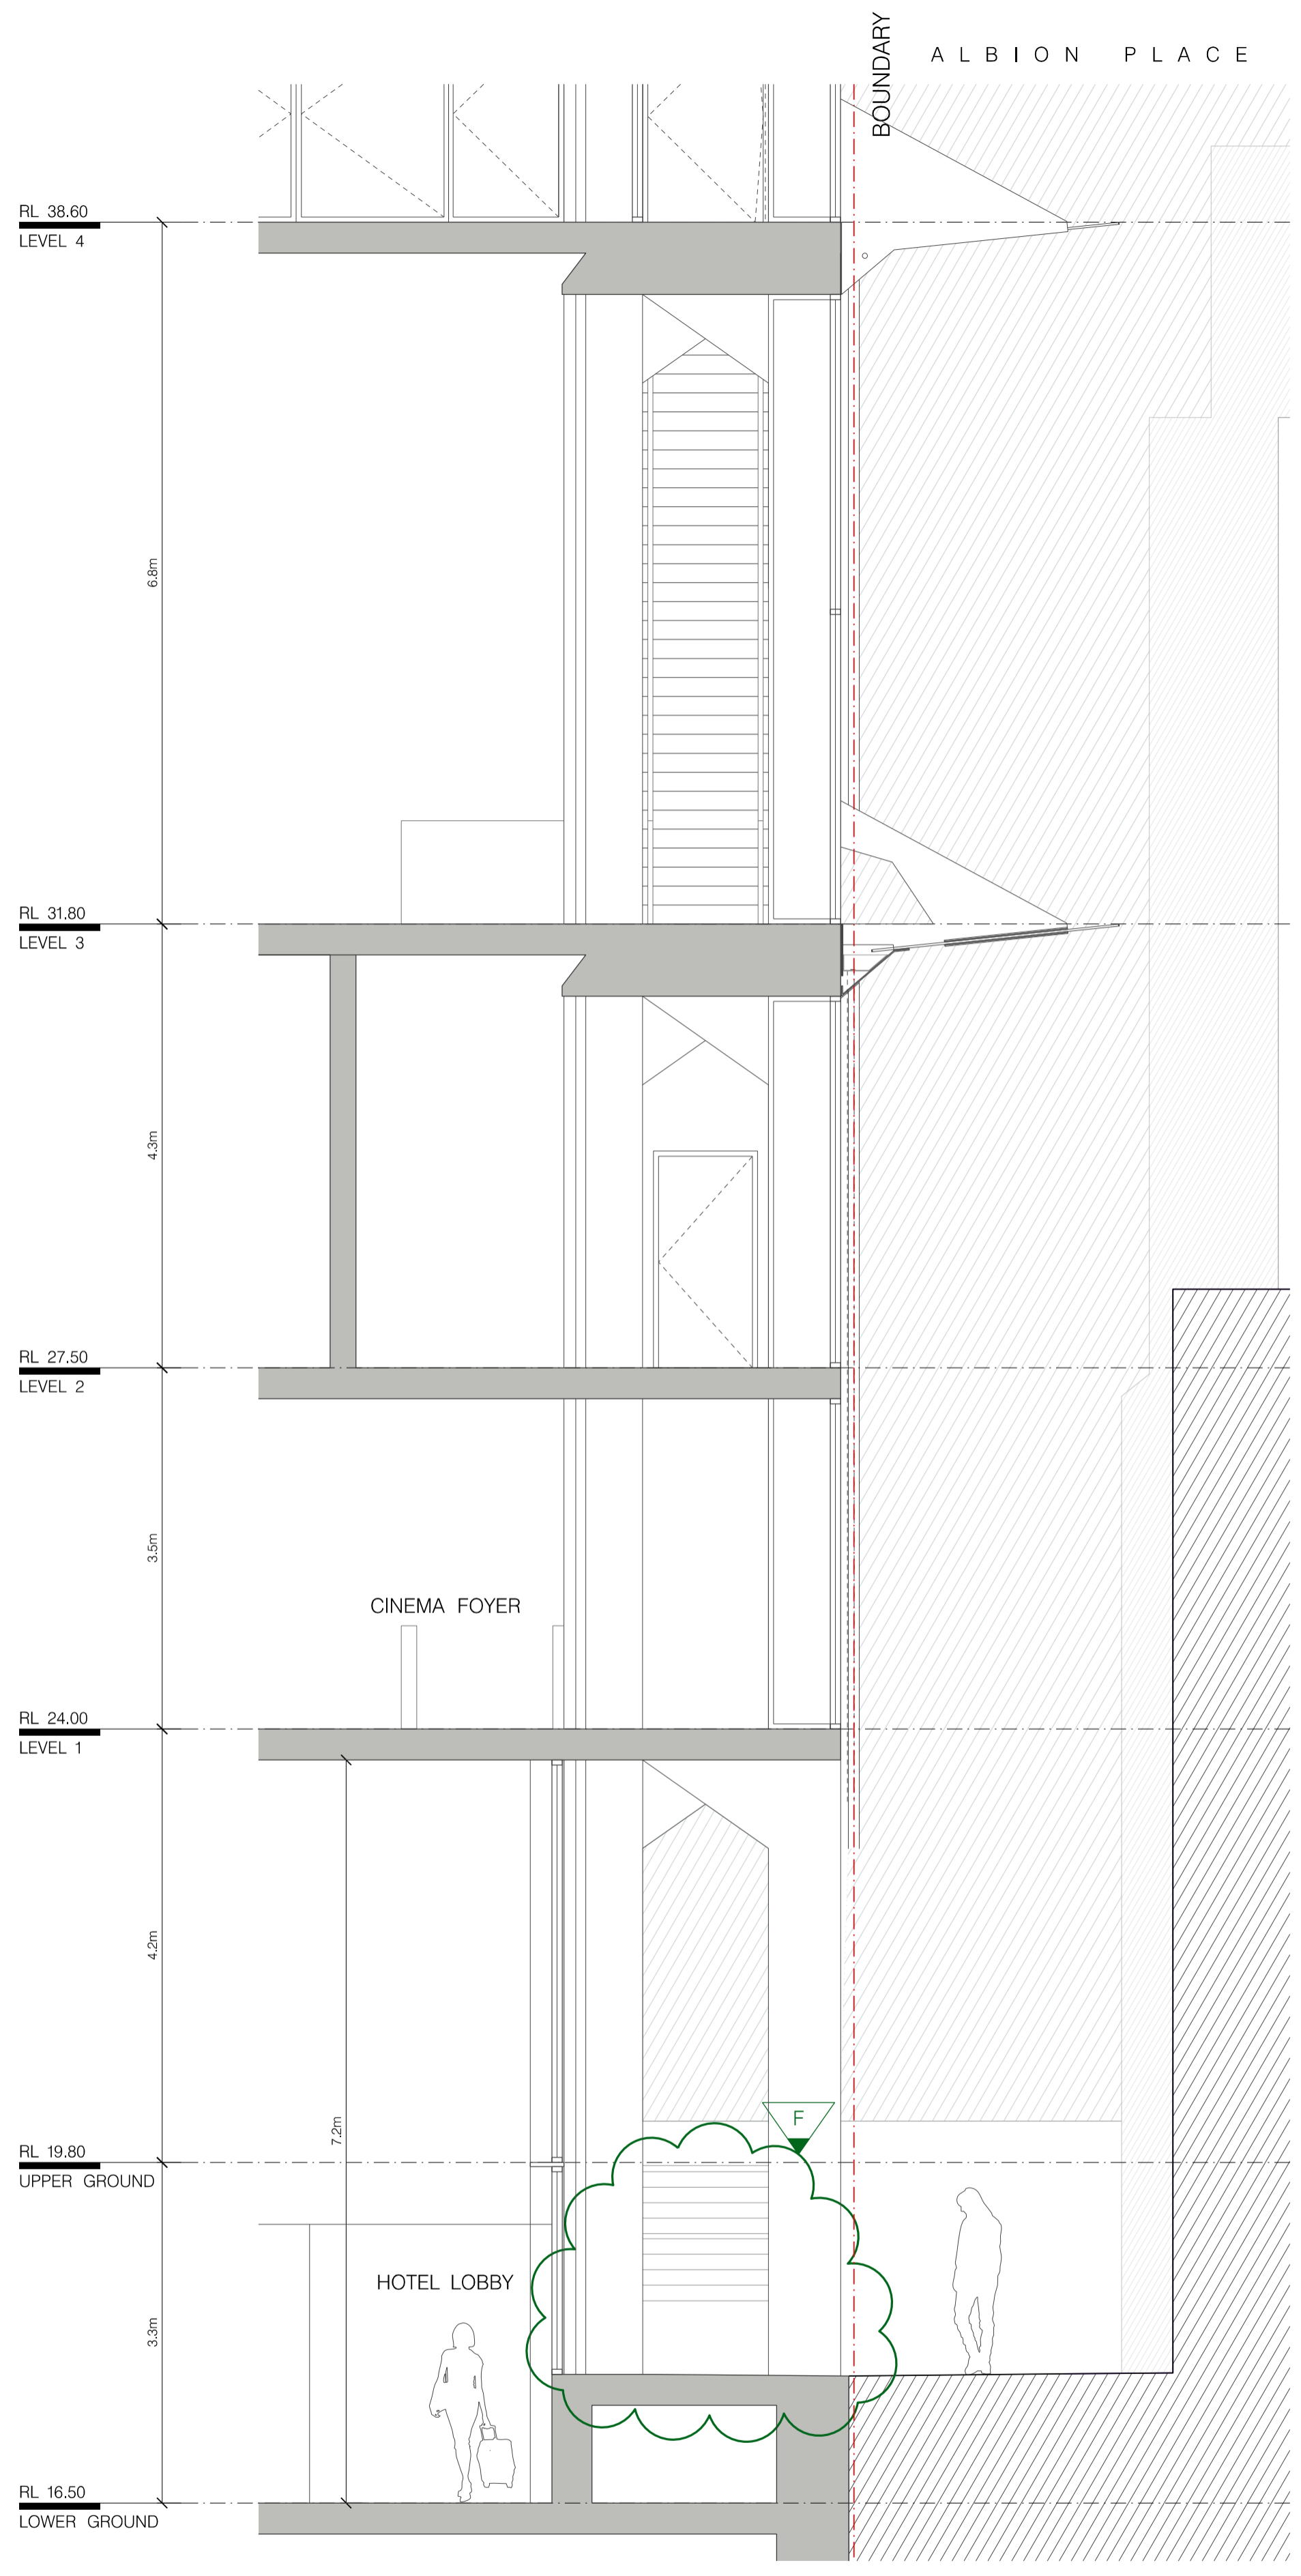 ALBION PLACE
BOUNDARY
RL 38.60
LEVEL 4
6.8m
RL 31.80
LEVEL 3
4.3m
RL 27.50
LEVEL 2
3.5m
CINEMA FOYER
RL 24.00
LEVEL 1
4.2m
7.2m
F
RL 19.80
UPPER GROUND
HOTEL LOBBY
3.3m
RL 16.50
LOWER GROUND